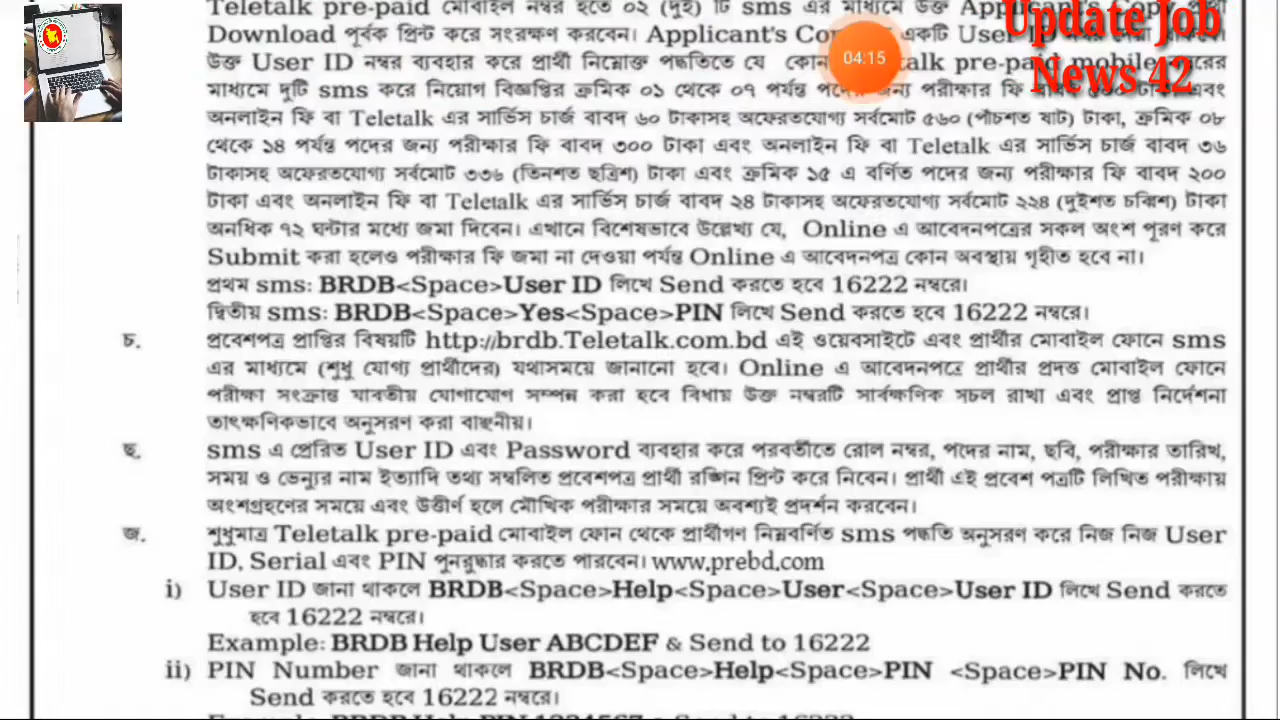 Teletalk pre-paid মোবাইল নম্বর হতে ০২ (দুই) টি sms এর মাধ্যমে উক্ত
Download পূর্বক প্রিন্ট করে সংরক্ষণ করবেন। Applicant's একটি User
উক্ত User ID নম্বর ব্যবহার করে প্রার্থী নিম্নোক্ত পদ্ধতিতে যে কোন pre-paid mobile
মাধ্যমে দুটি sms করে নিয়োগ বিজ্ঞপ্তির ক্রমিক ০১ থেকে ০৭ পর্যন্ত পদের জন্য পরীক্ষার ফি বাবদ ৫০০ টাকা এবং
অনলাইন ফি বা Teletalk এর সার্ভিস চার্জ বাবদ ৬০ টাকাসহ অফেরতযোগ্য সর্বমোট ৫৬০ (পাঁচশত ষাট) টাকা, ক্রমিক ০৮
থেকে ১৪ পর্যন্ত পদের জন্য পরীক্ষার ফি বাবদ ৩০০ টাকা এবং অনলাইন ফি বা Teletalk এর সার্ভিস চার্জ বাবদ ৩৬
টাকাসহ অফেরতযোগ্য সর্বমোট ৩৩৬ (তিনশত ছত্রিশ) টাকা এবং ক্রমিক ১৫ এ বর্ণিত পদের জন্য পরীক্ষার ফি বাবদ ২০০
টাকা এবং অনলাইন ফি বা Teletalk এর সার্ভিস চার্জ বাবদ ২৪ টাকাসহ অফেরতযোগ্য সর্বমোট ২২৪ (দুইশত চব্বিশ) টাকা
অনধিক ৭২ ঘন্টার মধ্যে জমা দিবেন। এখানে বিশেষভাবে উল্লেখ্য যে, Online এ আবেদনপত্রের সকল অংশ পূরণ করে
Submit করা হলেও পরীক্ষার ফি জমা না দেওয়া পর্যন্ত Online এ আবেদনপত্র কোন অবস্থায় গৃহীত হবে না।
প্রথম sms: BRDB<Space>User ID লিখে Send করতে হবে 16222 নম্বরে।
দ্বিতীয় sms: BRDB<Space>Yes<Space>PIN লিখে Send করতে হবে 16222 নম্বরে।
চ. প্রবেশপত্র প্রাপ্তির বিষয়টি http://brdb.Teletalk.com.bd এই ওয়েবসাইটে এবং প্রার্থীর মোবাইল ফোনে sms
এর মাধ্যমে (শুধু যোগ্য প্রার্থীদের) যথাসময়ে জানানো হবে। Online এ আবেদনপত্রে প্রার্থীর প্রদত্ত মোবাইল ফোনে
পরীক্ষা সংক্রান্ত যাবতীয় যোগাযোগ সম্পন্ন করা হবে বিধায় উক্ত নম্বরটি সার্বক্ষণিক সচল রাখা এবং প্রাপ্ত নির্দেশনা
তাৎক্ষণিকভাবে অনুসরণ করা বাঞ্ছনীয়।
ছ. sms এ প্রেরিত User ID এবং Password ব্যবহার করে পরবর্তীতে রোল নম্বর, পদের নাম, ছবি, পরীক্ষার তারিখ,
সময় ও ভেন্যুর নাম ইত্যাদি তথ্য সম্বলিত প্রবেশপত্র প্রার্থী রঙ্গিন প্রিন্ট করে নিবেন। প্রার্থী এই প্রবেশ পত্রটি লিখিত পরীক্ষায়
অংশগ্রহণের সময়ে এবং উত্তীর্ণ হলে মৌখিক পরীক্ষার সময়ে অবশ্যই প্রদর্শন করবেন।
জ. শুধুমাত্র Teletalk pre-paid মোবাইল ফোন থেকে প্রার্থীগণ নিম্নবর্ণিত sms পদ্ধতি অনুসরণ করে নিজ নিজ User
ID, Serial এবং PIN পুনরুদ্ধার করতে পারবেন। www.prebd.com
i) User ID জানা থাকলে BRDB<Space>Help<Space>User<Space>User ID লিখে Send করতে
হবে 16222 নম্বরে।
Example: BRDB Help User ABCDEF & Send to 16222
ii) PIN Number জানা থাকলে BRDB<Space>Help<Space>PIN <Space>PIN No. লিখে
Send করতে হবে 16222 নম্বরে।
Example: BRDB Help PIN 1234567 & Send to 16222
Update Job
News 42
04:15